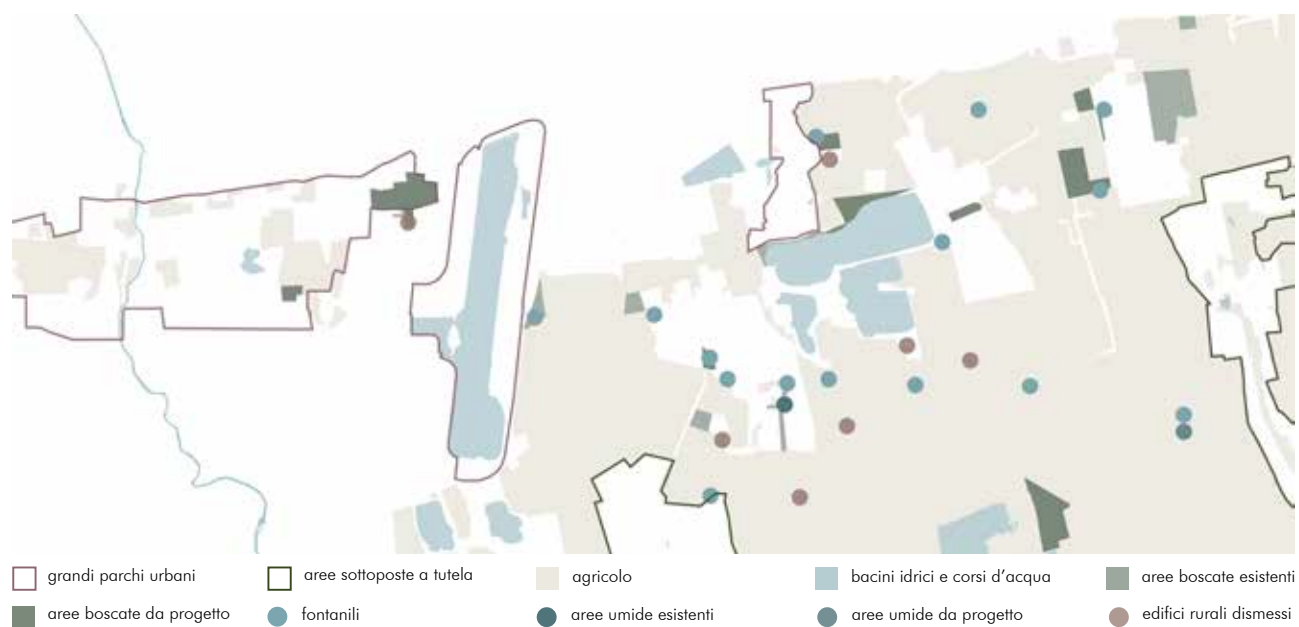 grandi parchi urbani
aree sottoposte a tutela
agricolo
bacini idrici e corsi d'acqua
aree boscate esistenti
aree boscate da progetto
fontanili
aree umide esistenti
aree umide da progetto
edifici rurali dismessi